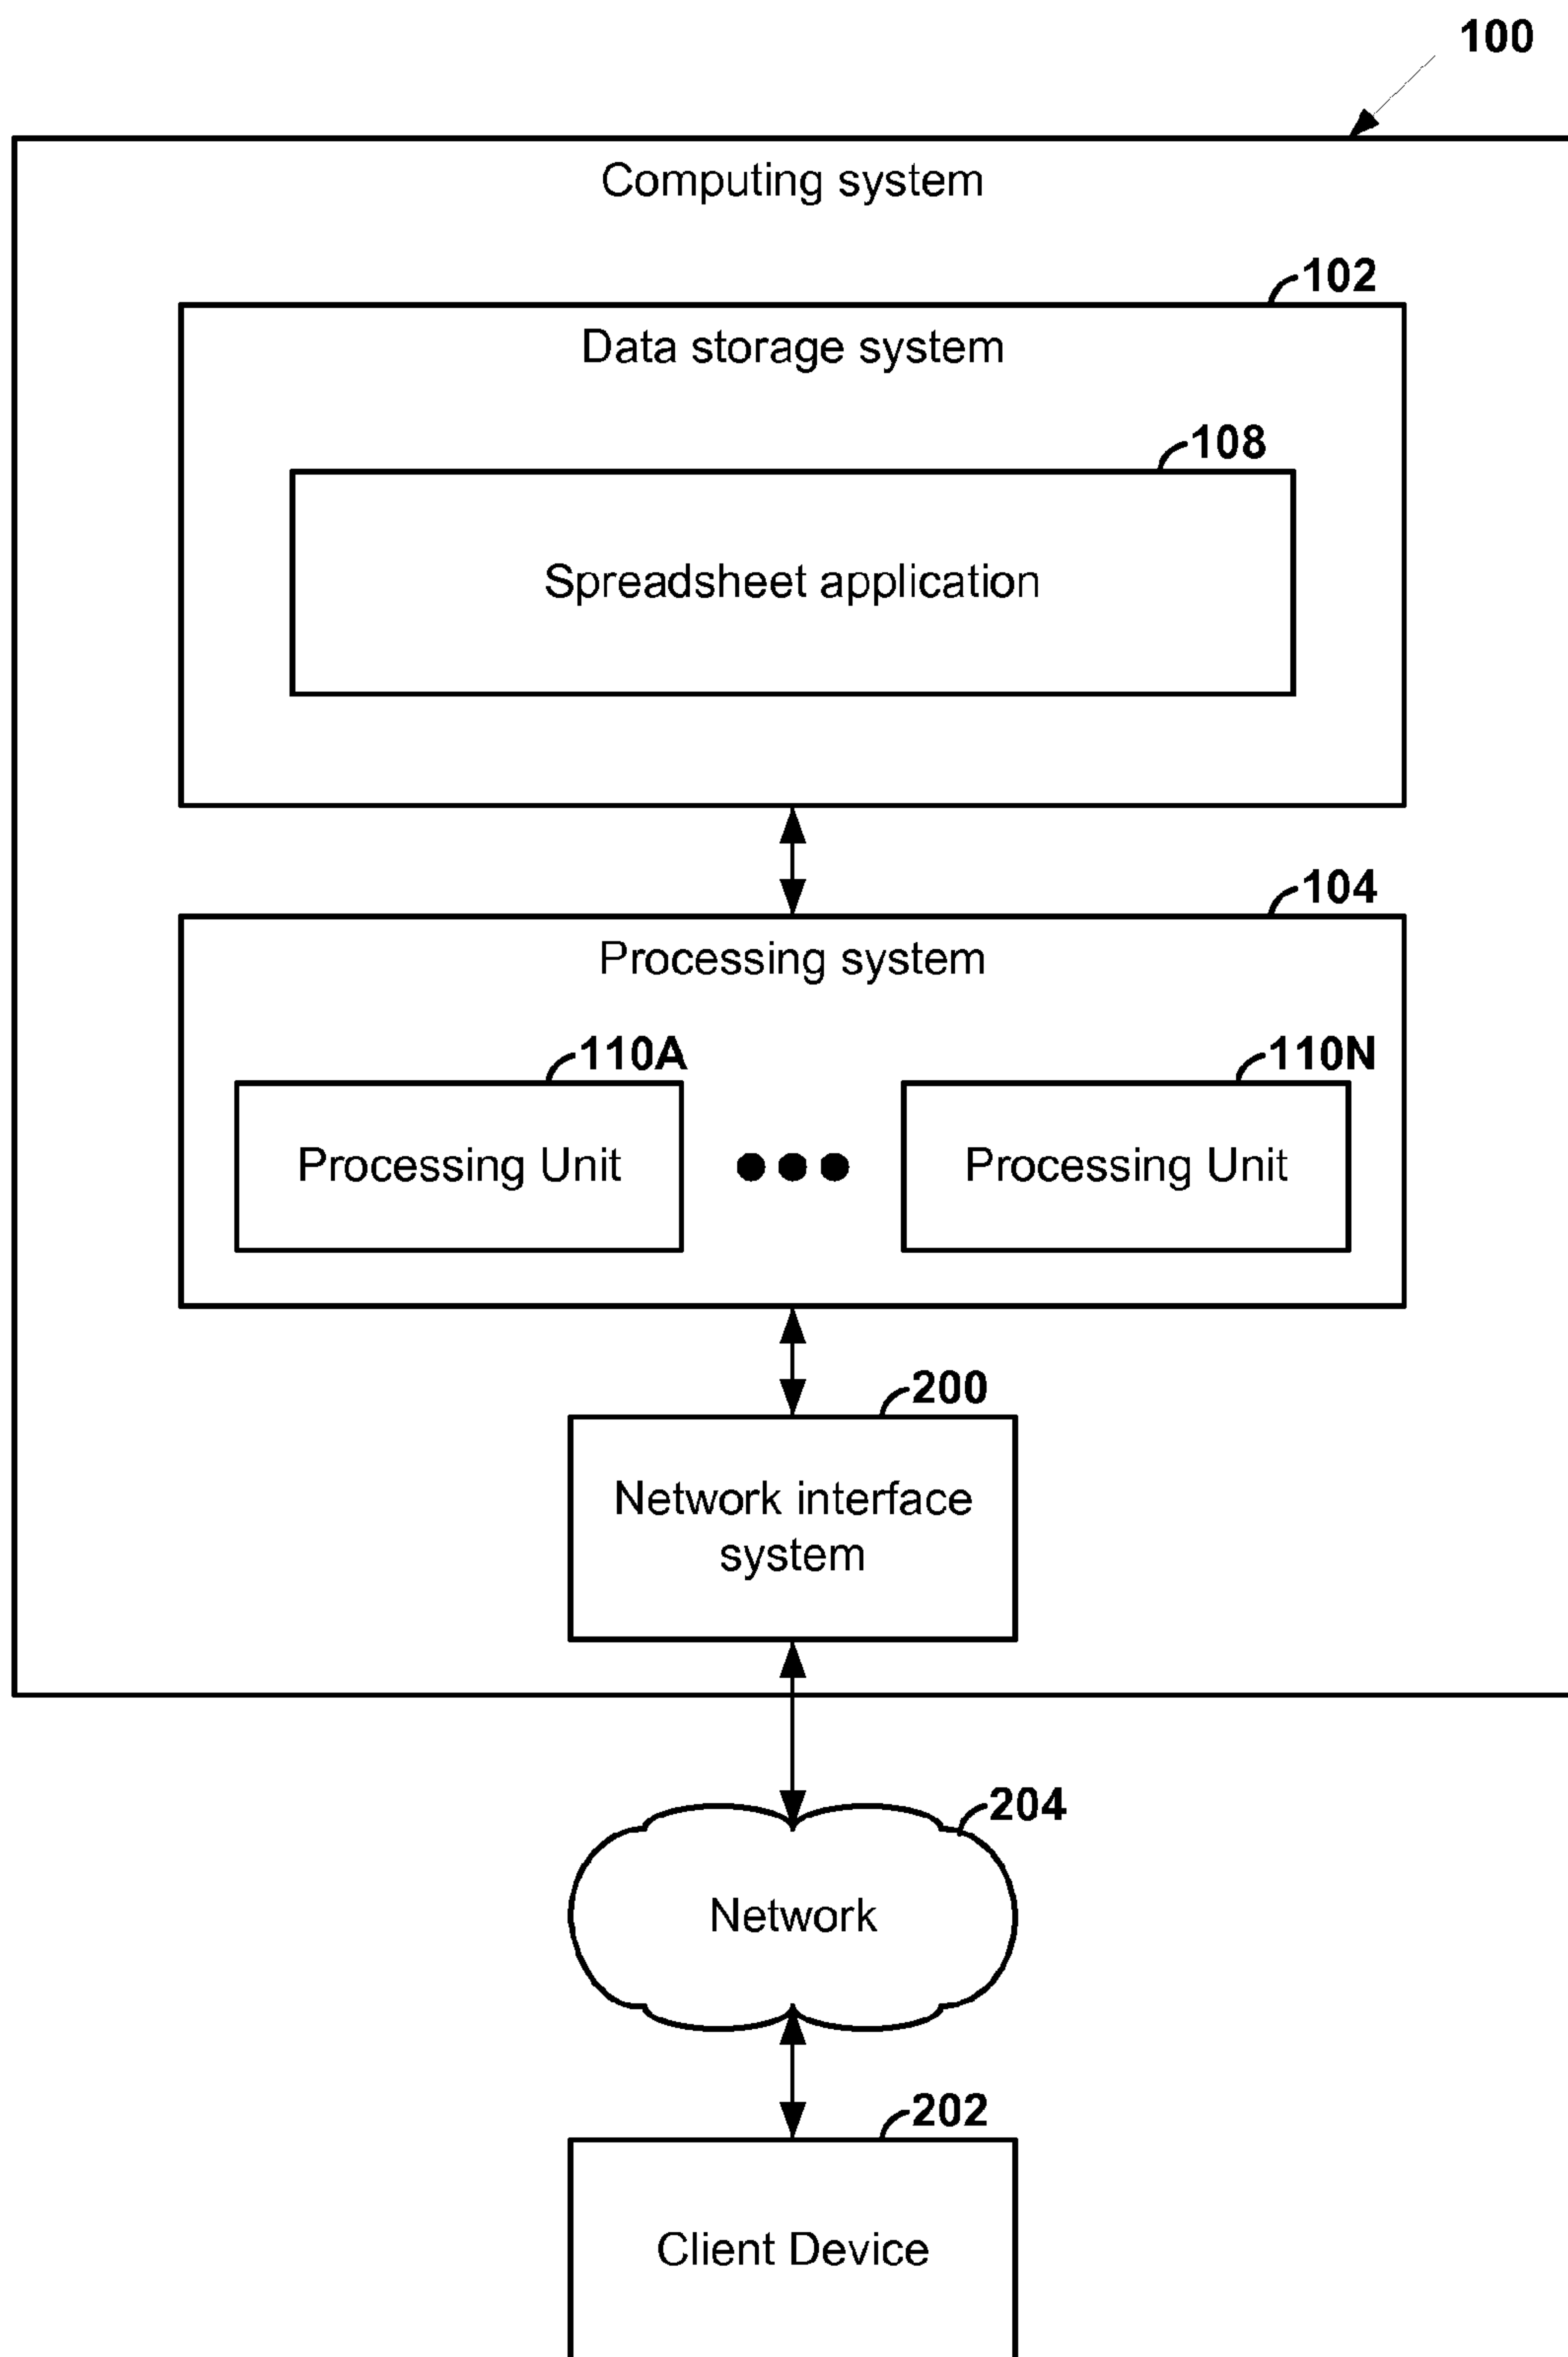 100
Computing system
102
Data storage system
108
Spreadsheet application
104
Processing system
110A
110N
Processing Unit
Processing Unit
200
Network interface
system
204
Network
202
Client Device